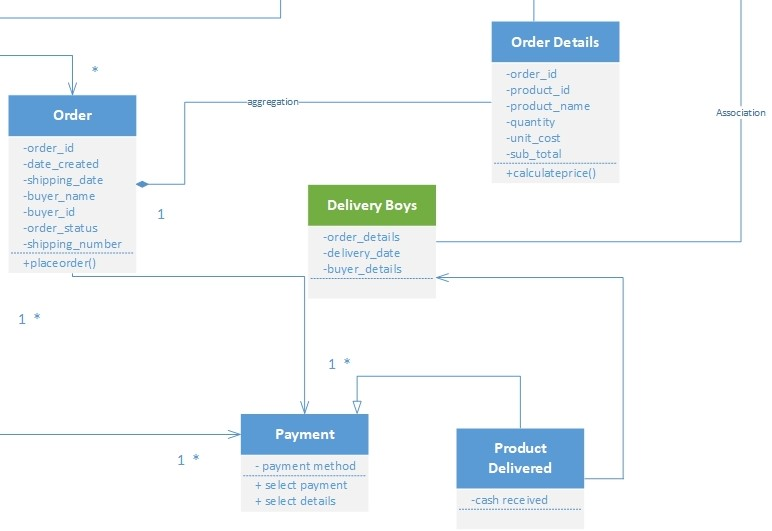 *
Order
-order_id
-date_created
-shipping_date
-buyer_name
-buyer_id
-order_status
-shipping_number
+placeorder()
1
aggregation
Order Details
-order_id
-product_id
-product_name
-quantity
-unit_cost
-sub_total
+calculateprice()
Association
Delivery Boys
-order_details
-delivery_date
-buyer_details
1 *
1 *
1 *
Payment
- payment method
+ select payment
+ select details
Product
Delivered
-cash received